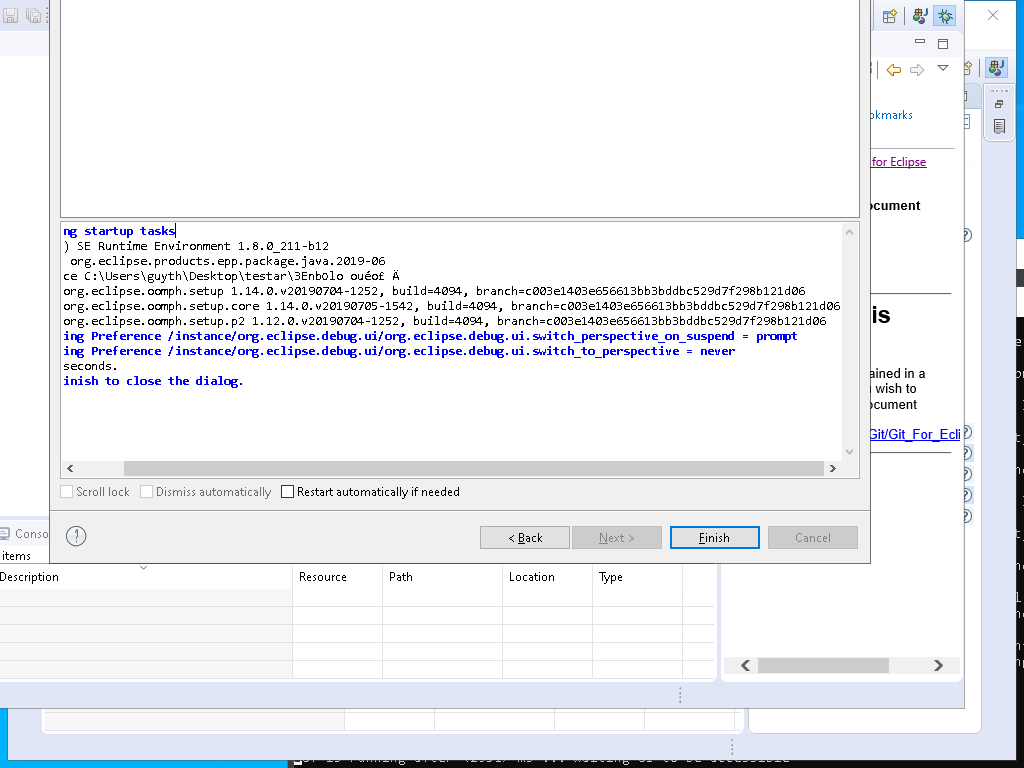 okmarks
for Eclipse
ocument
is
ained in a
wish to
ocument
Git/Git_For_Ecli
ng startup tasks
) SE Runtime Environment 1.8.0_211-b12
org.eclipse.products.epp.package.java.2019-06
ce C:\Users\guyth\Desktop\testar\3Enbölo ouéo£ Ä
org.eclipse.oomph.setup 1.14.0.v20190704-1252, build=4094, branch=c003e1403e656613bb3bddbc529d7f298b121d06
org.eclipse.oomph.setup.core 1.14.0.v20190705-1542, build=4094, branch=c003e1403e656613bb3bddbc529d7f298b121d06
org.eclipse.oomph.setup.p2 1.12.0.v20190704-1252, build=4094, branch=c003e1403e656613bb3bddbc529d7f298b121d06
ing Preference /instance/org.eclipse.debug.ui/org.eclipse.debug.ui.switch_perspective_on_suspend = prompt
ing Preference /instance/org.eclipse.debug.ui/org.eclipse.debug.ui.switch_to_perspective = never
seconds.
inish to close the dialog.
Scroll lock Dismiss automatically Restart automatically if needed
< Back Next > Finish Cancel
Conso
items
Description Resource Path Location Type